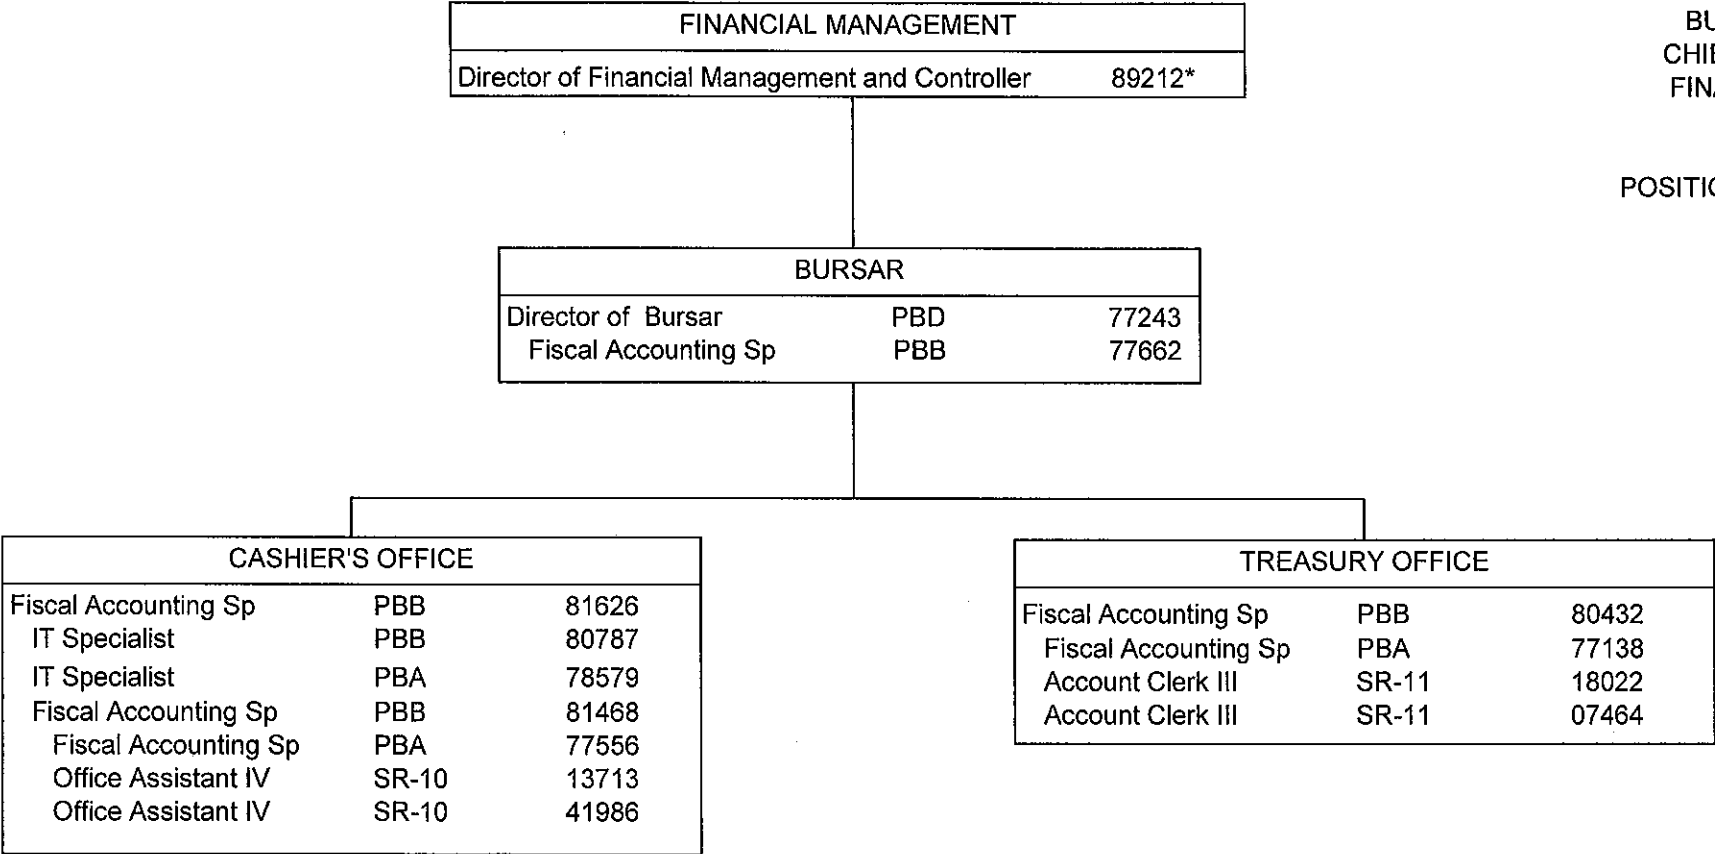 FINANCIAL MANAGEMENT
Director of Financial Management and Controller 89212*
BU
CHIE
FINA
POSITIO
BURSAR
Director of Bursar PBD 77243
Fiscal Accounting Sp PBB 77662
CASHIER'S OFFICE
Fiscal Accounting Sp PBB 81626
IT Specialist PBB 80787
IT Specialist PBA 78579
Fiscal Accounting Sp PBB 81468
Fiscal Accounting Sp PBA 77556
Office Assistant IV SR-10 13713
Office Assistant IV SR-10 41986
TREASURY OFFICE
Fiscal Accounting Sp PBB 80432
Fiscal Accounting Sp PBA 77138
Account Clerk III SR-11 18022
Account Clerk III SR-11 07464